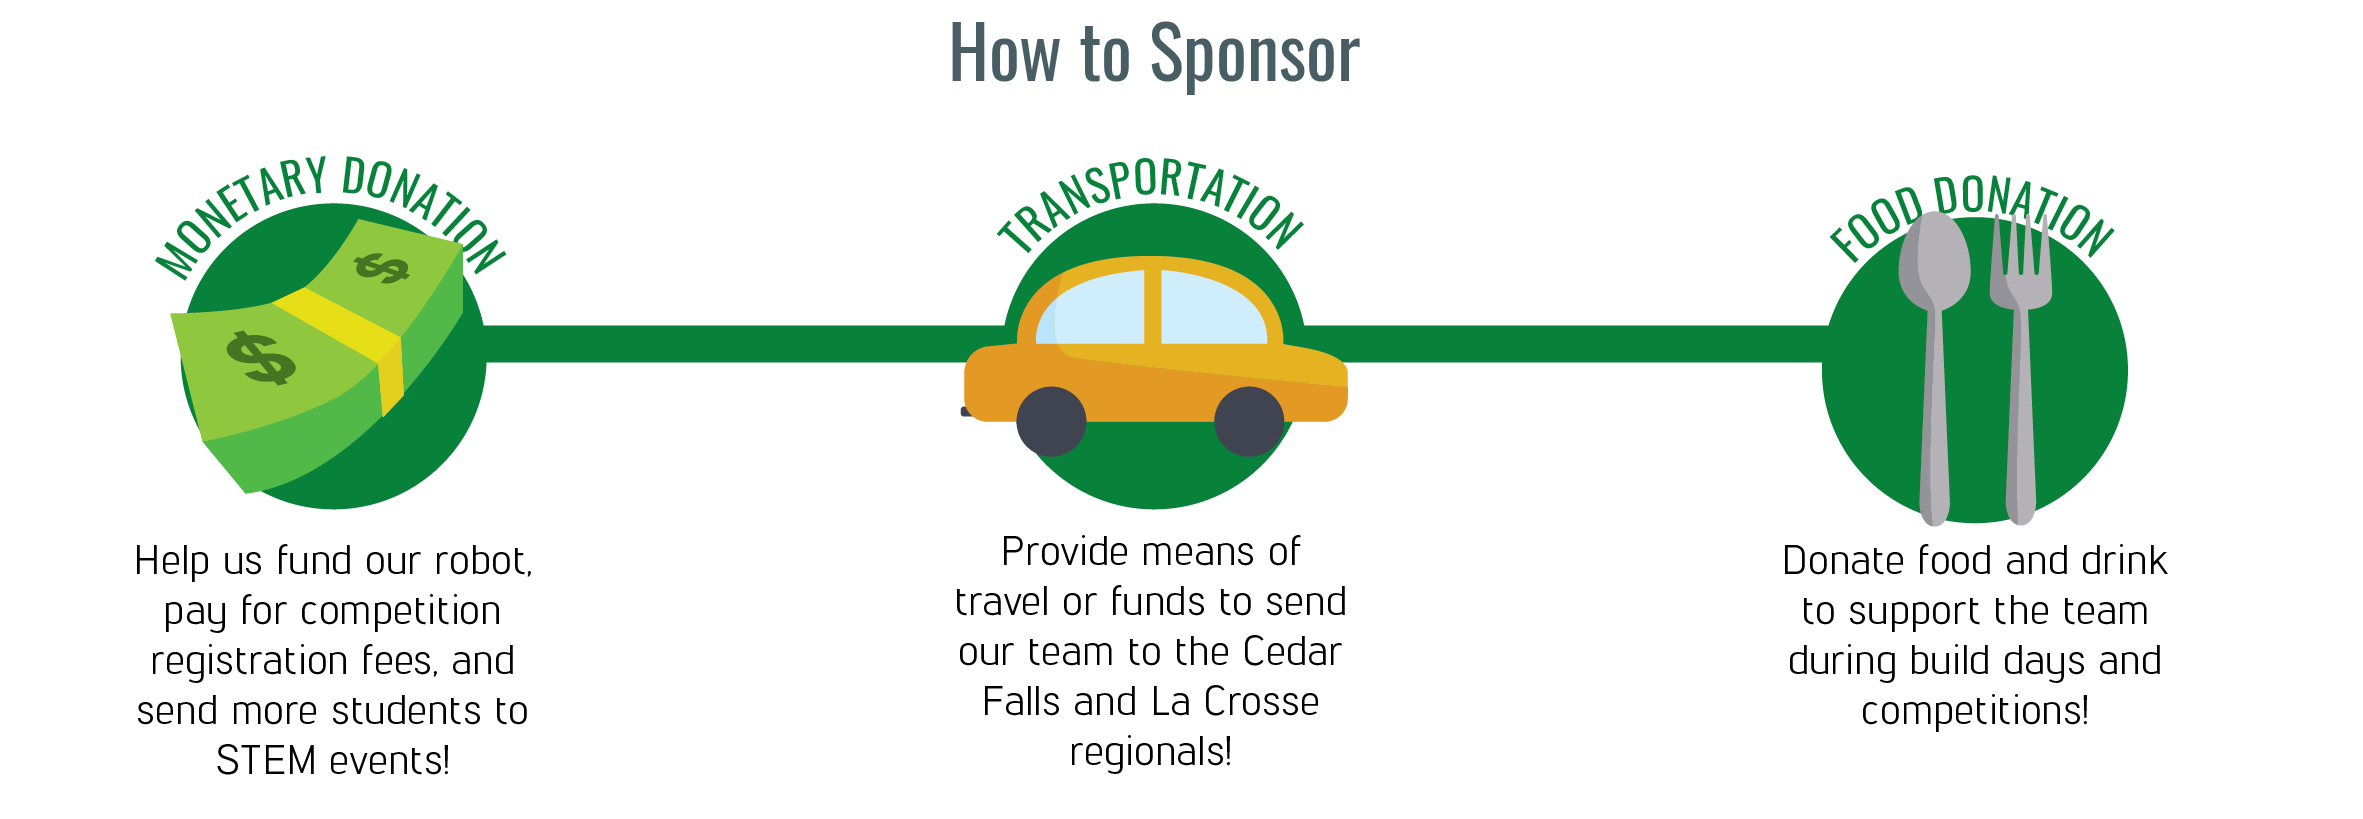 How to Sponsor
MONETARY DONATION
Help us fund our robot,
pay for competition
registration fees, and
send more students to
STEM events!
TRANSPORTATION
Provide means of
travel or funds to send
our team to the Cedar
Falls and La Crosse
regionals!
FOOD DONATION
Donate food and drink
to support the team
during build days and
competitions!
$
$